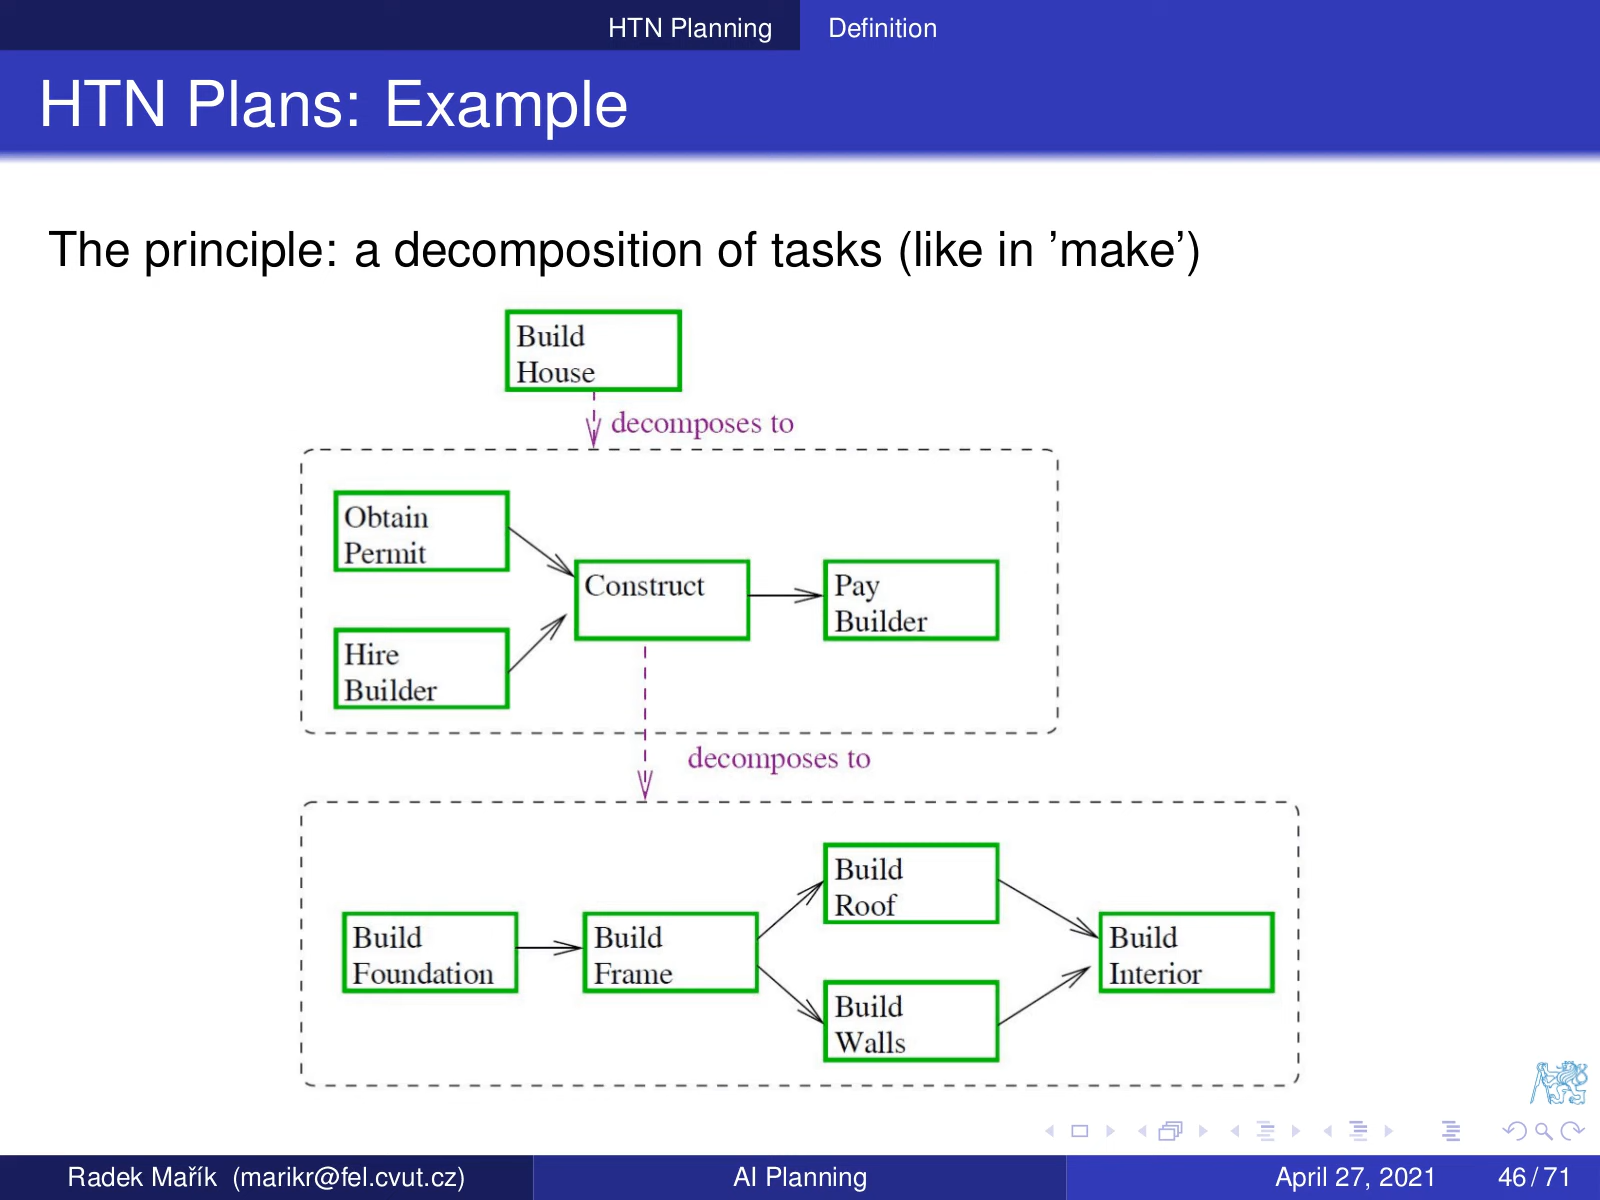 HTN Planning Definition
HTN Plans: Example
The principle: a decomposition of tasks (like in ’make’)
Build
House
decomposes to
Obtain
Permit
Construct
Pay
Builder
Hire
Builder
decomposes to
Build
Roof
Build
Foundation
Build
Frame
Build
Interior
Build
Walls
Radek Mařík (marikr@fel.cvut.cz) AI Planning April 27, 2021 46 / 71